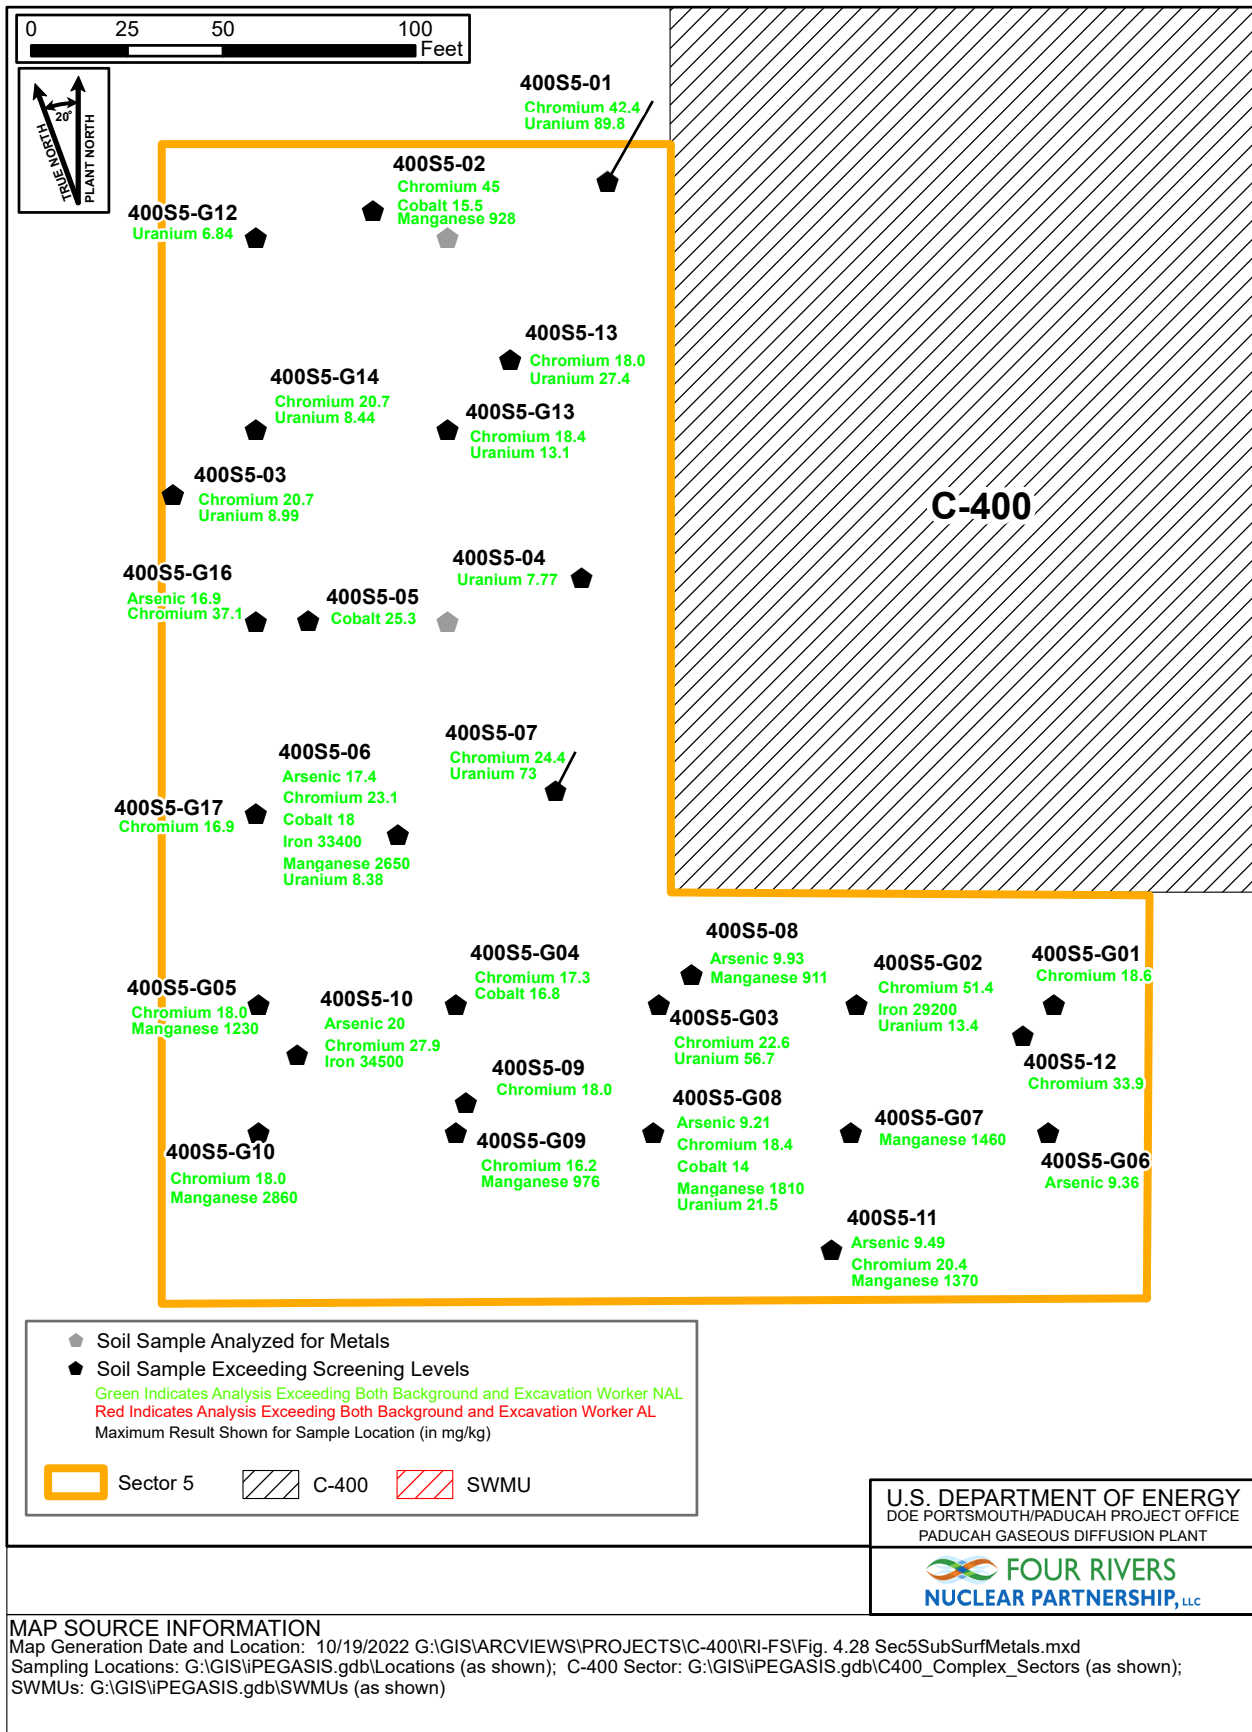 0 25 50 100
Feet
20°
TRUE NORTH
PLANT NORTH
400S5-01
Chromium 42.4
Uranium 89.8
400S5-02
Chromium 45
Cobalt 15.5
Manganese 928
400S5-G12
Uranium 6.84
400S5-13
Chromium 18.0
Uranium 27.4
400S5-G14
Chromium 20.7
Uranium 8.44
400S5-G13
Chromium 18.4
Uranium 13.1
400S5-03
Chromium 20.7
Uranium 8.99
C-400
400S5-04
Uranium 7.77
400S5-G16
Arsenic 16.9
Chromium 37.1
400S5-05
Cobalt 25.3
400S5-07
Chromium 24.4
Uranium 73
400S5-06
Arsenic 17.4
Chromium 23.1
Cobalt 18
Iron 33400
Manganese 2650
Uranium 8.38
400S5-G17
Chromium 16.9
400S5-08
Arsenic 9.93
Manganese 911
400S5-G04
Chromium 17.3
Cobalt 16.8
400S5-G02
Chromium 51.4
Iron 29200
Uranium 13.4
400S5-G01
Chromium 18.6
400S5-G05
Chromium 18.0
Manganese 1230
400S5-10
Arsenic 20
Chromium 27.9
Iron 34500
400S5-G03
Chromium 22.6
Uranium 56.7
400S5-12
Chromium 33.9
400S5-09
Chromium 18.0
400S5-G08
Arsenic 9.21
Chromium 18.4
Cobalt 14
Manganese 1810
Uranium 21.5
400S5-G07
Manganese 1460
400S5-G10
Chromium 18.0
Manganese 2860
400S5-G09
Chromium 16.2
Manganese 976
400S5-G06
Arsenic 9.36
400S5-11
Arsenic 9.49
Chromium 20.4
Manganese 1370
Soil Sample Analyzed for Metals
Soil Sample Exceeding Screening Levels
Green Indicates Analysis Exceeding Both Background and Excavation Worker NAL
Red Indicates Analysis Exceeding Both Background and Excavation Worker AL
Maximum Result Shown for Sample Location (in mg/kg)
Sector 5 C-400 SWMU
U.S. DEPARTMENT OF ENERGY
DOE PORTSMOUTH/PADUCAH PROJECT OFFICE
PADUCAH GASEOUS DIFFUSION PLANT
FOUR RIVERS
NUCLEAR PARTNERSHIP, LLC
MAP SOURCE INFORMATION
Map Generation Date and Location: 10/19/2022 G:\GIS\ARCVIEWS\PROJECTS\C-400\RI-FS\Fig. 4.28 Sec5SubSurfMetals.mxd
Sampling Locations: G:\GIS\iPEGASIS.gdb\Locations (as shown); C-400 Sector: G:\GIS\iPEGASIS.gdb\C400_Complex_Sectors (as shown);
SWMUs: G:\GIS\iPEGASIS.gdb\SWMUs (as shown)